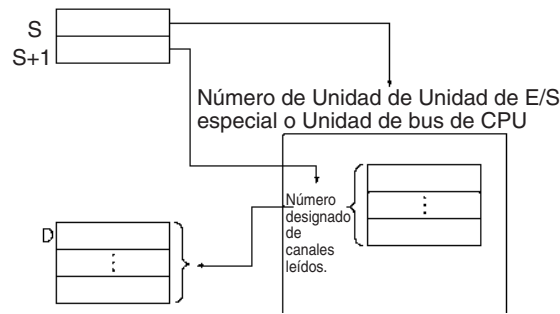 S
S+1
Número de Unidad de Unidad de E/S
especial o Unidad de bus de CPU
Número
designado
de
canales
leídos.
D